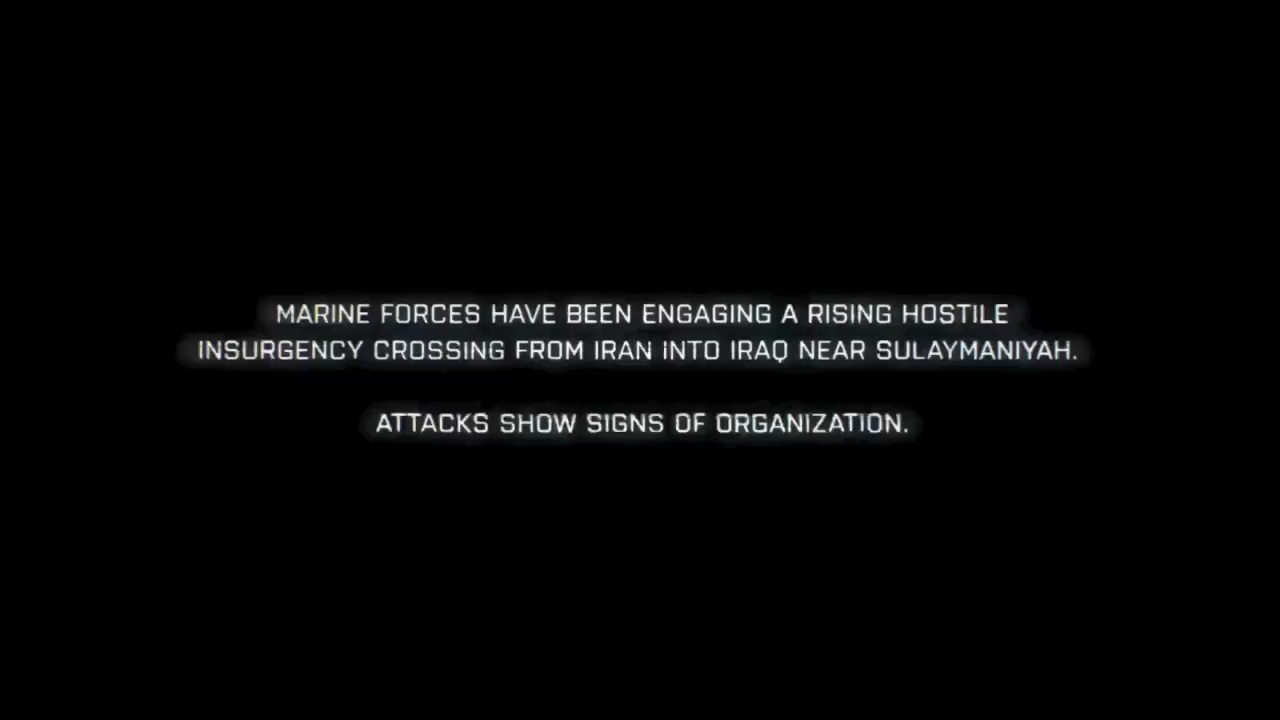 MARINE FORCES HAVE BEEN ENGAGING A RISING HOSTILE
INSURGENCY CROSSING FROM IRAN INTO IRAQ NEAR SULAYMANIYAH.
ATTACKS SHOW SIGNS OF ORGANIZATION.